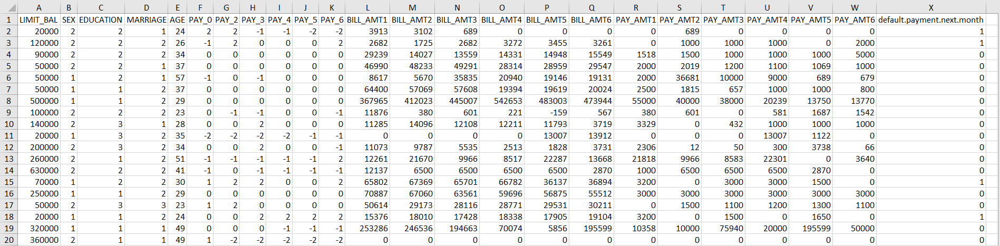 A B C D E F G H I J K L M N O P Q R S T U V W X
1 LIMIT_BAL SEX EDUCATION MARRIAGE AGE PAY_0 PAY_2 PAY_3 PAY_4 PAY_5 PAY_6 BILL_AMT1 BILL_AMT2 BILL_AMT3 BILL_AMT4 BILL_AMT5 BILL_AMT6 PAY_AMT1 PAY_AMT2 PAY_AMT3 PAY_AMT4 PAY_AMT5 PAY_AMT6 default.payment.next.month
2 20000 2 2 1 24 2 2 -1 -1 -2 -2 3913 3102 689 0 0 0 0 689 0 0 0 0 1
3 120000 2 2 2 26 -1 2 0 0 0 2 2682 1725 2682 3272 3455 3261 0 1000 1000 1000 0 2000 1
4 90000 2 2 2 34 0 0 0 0 0 0 29239 14027 13559 14331 14948 15549 1518 1500 1000 1000 1000 5000 0
5 50000 2 2 1 37 0 0 0 0 0 0 46990 48233 49291 28314 28959 29547 2000 2019 1200 1100 1069 1000 0
6 50000 1 2 1 57 -1 0 -1 0 0 0 8617 5670 35835 20940 19146 19131 2000 36681 10000 9000 689 679 0
7 50000 1 1 2 37 0 0 0 0 0 0 64400 57069 57608 19394 19619 20024 2500 1815 657 1000 1000 800 0
8 500000 1 1 2 29 0 0 0 0 0 0 367965 412023 445007 542653 483003 473944 55000 40000 38000 20239 13750 13770 0
9 100000 2 2 2 23 0 -1 -1 0 0 -1 11876 380 601 221 -159 567 380 601 0 581 1687 1542 0
10 140000 2 3 1 28 0 0 2 0 0 0 11285 14096 12108 12211 11793 3719 3329 0 432 1000 1000 1000 0
11 20000 1 3 2 35 -2 -2 -2 -2 -1 -1 0 0 0 0 13007 13912 0 0 0 13007 1122 0 0
12 200000 2 3 2 34 0 0 2 0 0 -1 11073 9787 5535 2513 1828 3731 2306 12 50 300 3738 66 0
13 260000 2 1 2 51 -1 -1 -1 -1 -1 2 12261 21670 9966 8517 22287 13668 21818 9966 8583 22301 0 3640 0
14 630000 2 2 2 41 -1 0 -1 -1 -1 -1 12137 6500 6500 6500 6500 2870 1000 6500 6500 6500 2870 0 0
15 70000 1 2 2 30 1 2 2 0 0 2 65802 67369 65701 66782 36137 36894 3200 0 3000 3000 1500 0 1
16 250000 1 1 2 29 0 0 0 0 0 0 70887 67060 63561 59696 56875 55512 3000 3000 3000 3000 3000 3000 0
17 50000 2 3 3 23 1 2 0 0 0 0 50614 29173 28116 28771 29531 30211 0 1500 1100 1200 1300 1100 0
18 20000 1 1 2 24 0 0 2 2 2 2 15376 18010 17428 18338 17905 19104 3200 0 1500 0 1650 0 1
19 320000 1 1 1 49 0 0 0 -1 -1 -1 253286 246536 194663 70074 5856 195599 10358 10000 75940 20000 195599 50000 0
20 360000 2 1 1 49 1 -2 -2 -2 -2 -2 0 0 0 0 0 0 0 0 0 0 0 0 0